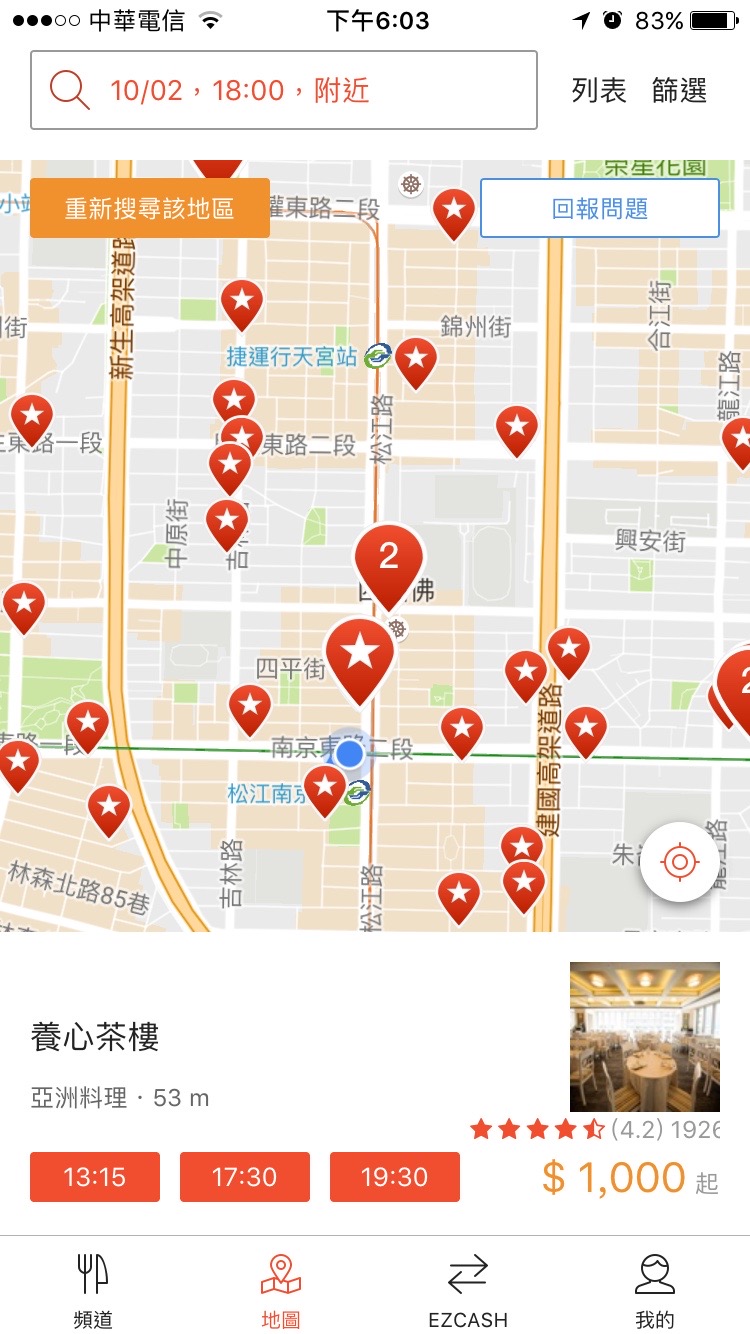 中華電信 下午6:03 83%
10/02，18:00，附近 列表 篩選
榮星花園
重新搜尋該地區 權東路二段 回報問題
新生高架道路
錦州街 合江街
街
捷運行天宮站
龍江路
松江路
東路一段 東路二段
中原街
興安街
2
四平街
南京東路二段
建國高架道路
松江南京
吉林路
松江路
龍江路
林森北路85巷
養心茶樓
亞洲料理・53 m
(4.2) 1926
13:15 17:30 19:30 $ 1,000 起
頻道 地圖 EZCASH 我的